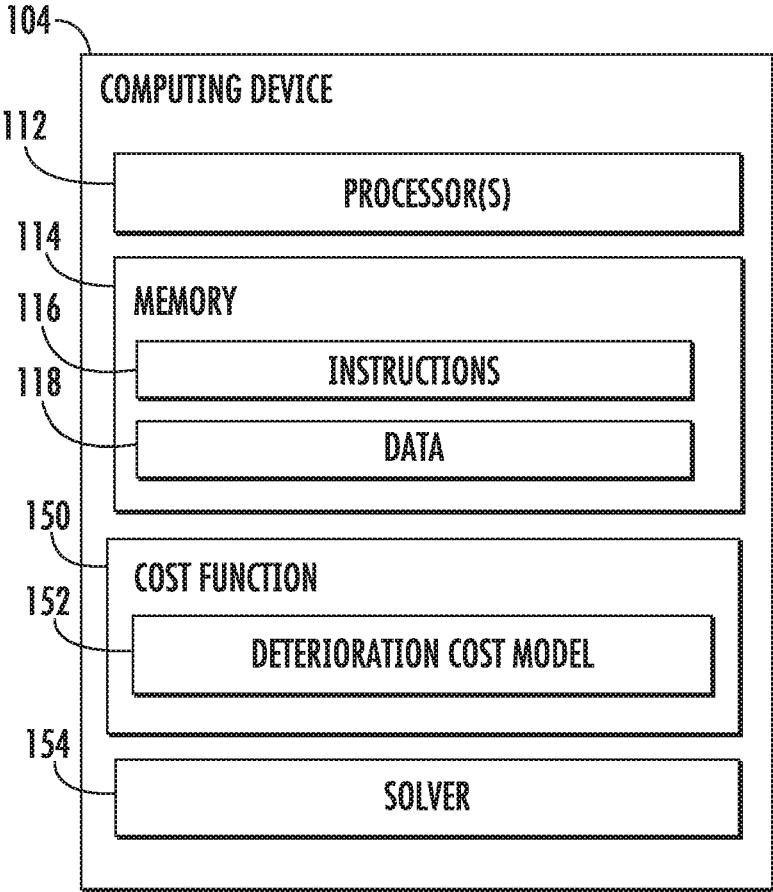 104
COMPUTING DEVICE
112
PROCESSOR(S)
114
MEMORY
116
INSTRUCTIONS
118
DATA
150
COST FUNCTION
152
DETERIORATION COST MODEL
154
SOLVER